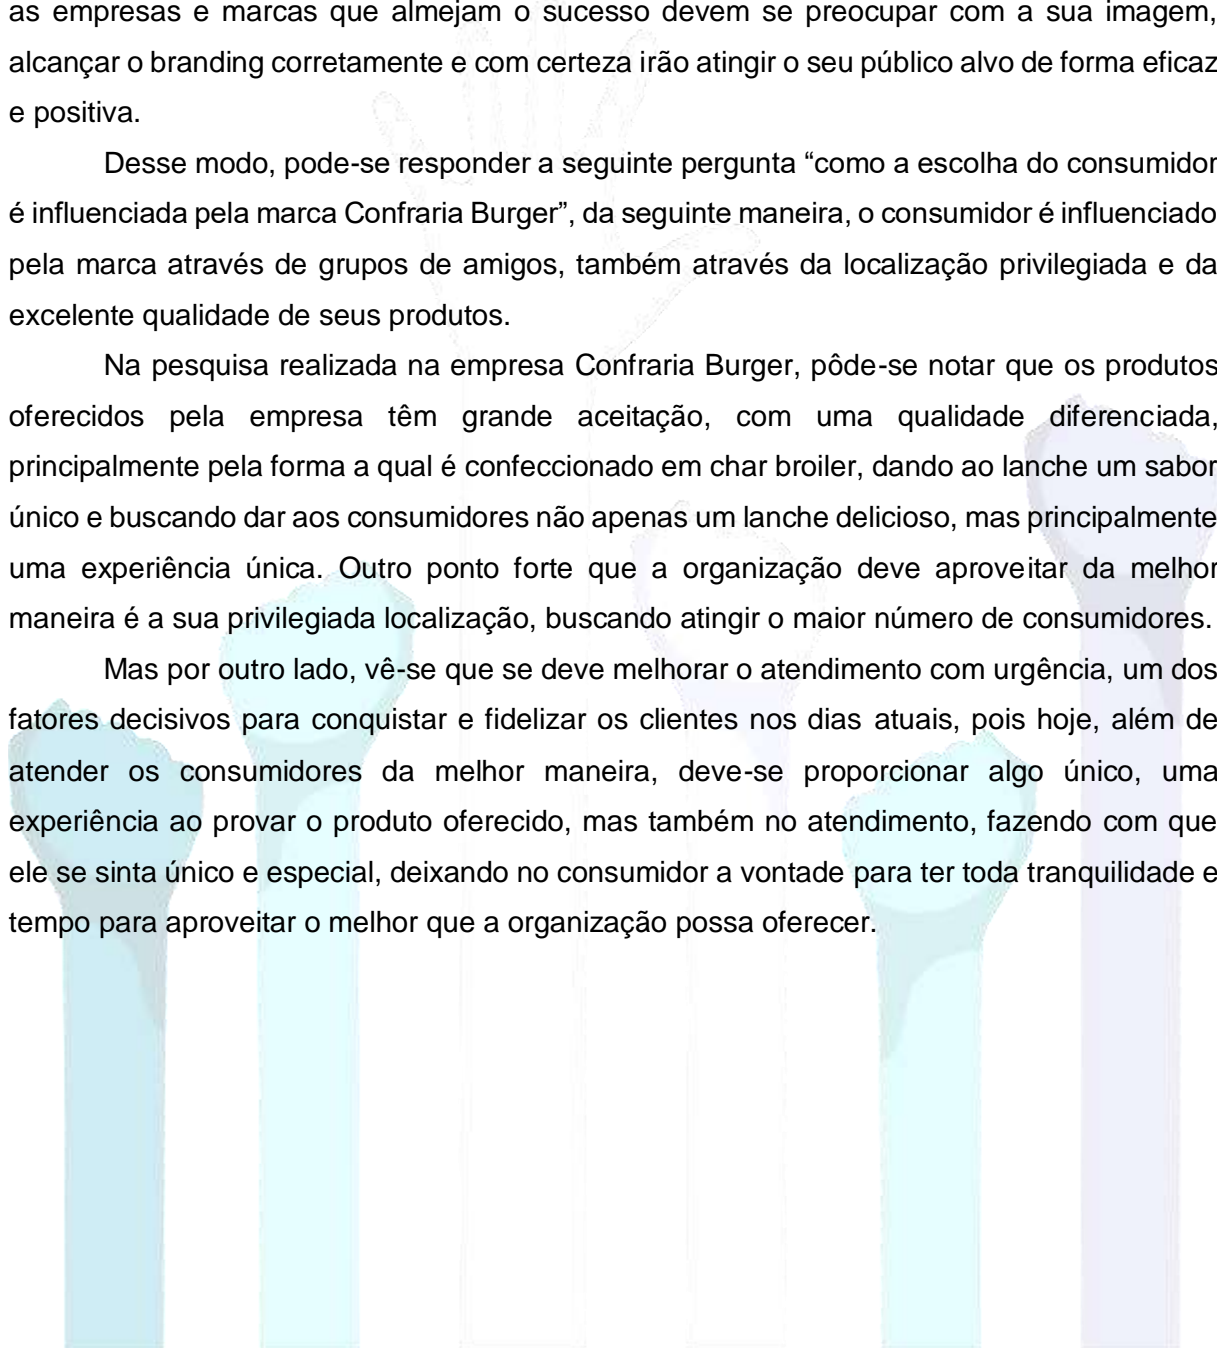 as empresas e marcas que almejam o sucesso devem se preocupar com a sua imagem,
alcançar o branding corretamente e com certeza irão atingir o seu público alvo de forma eficaz
e positiva.
Desse modo, pode-se responder a seguinte pergunta “como a escolha do consumidor
é influenciada pela marca Confraria Burger”, da seguinte maneira, o consumidor é influenciado
pela marca através de grupos de amigos, também através da localização privilegiada e da
excelente qualidade de seus produtos.
Na pesquisa realizada na empresa Confraria Burger, pôde-se notar que os produtos
oferecidos pela empresa têm grande aceitação, com uma qualidade diferenciada,
principalmente pela forma a qual é confeccionado em char broiler, dando ao lanche um sabor
único e buscando dar aos consumidores não apenas um lanche delicioso, mas principalmente
uma experiência única. Outro ponto forte que a organização deve aproveitar da melhor
maneira é a sua privilegiada localização, buscando atingir o maior número de consumidores.
Mas por outro lado, vê-se que se deve melhorar o atendimento com urgência, um dos
fatores decisivos para conquistar e fidelizar os clientes nos dias atuais, pois hoje, além de
atender os consumidores da melhor maneira, deve-se proporcionar algo único, uma
experiência ao provar o produto oferecido, mas também no atendimento, fazendo com que
ele se sinta único e especial, deixando no consumidor a vontade para ter toda tranquilidade e
tempo para aproveitar o melhor que a organização possa oferecer.